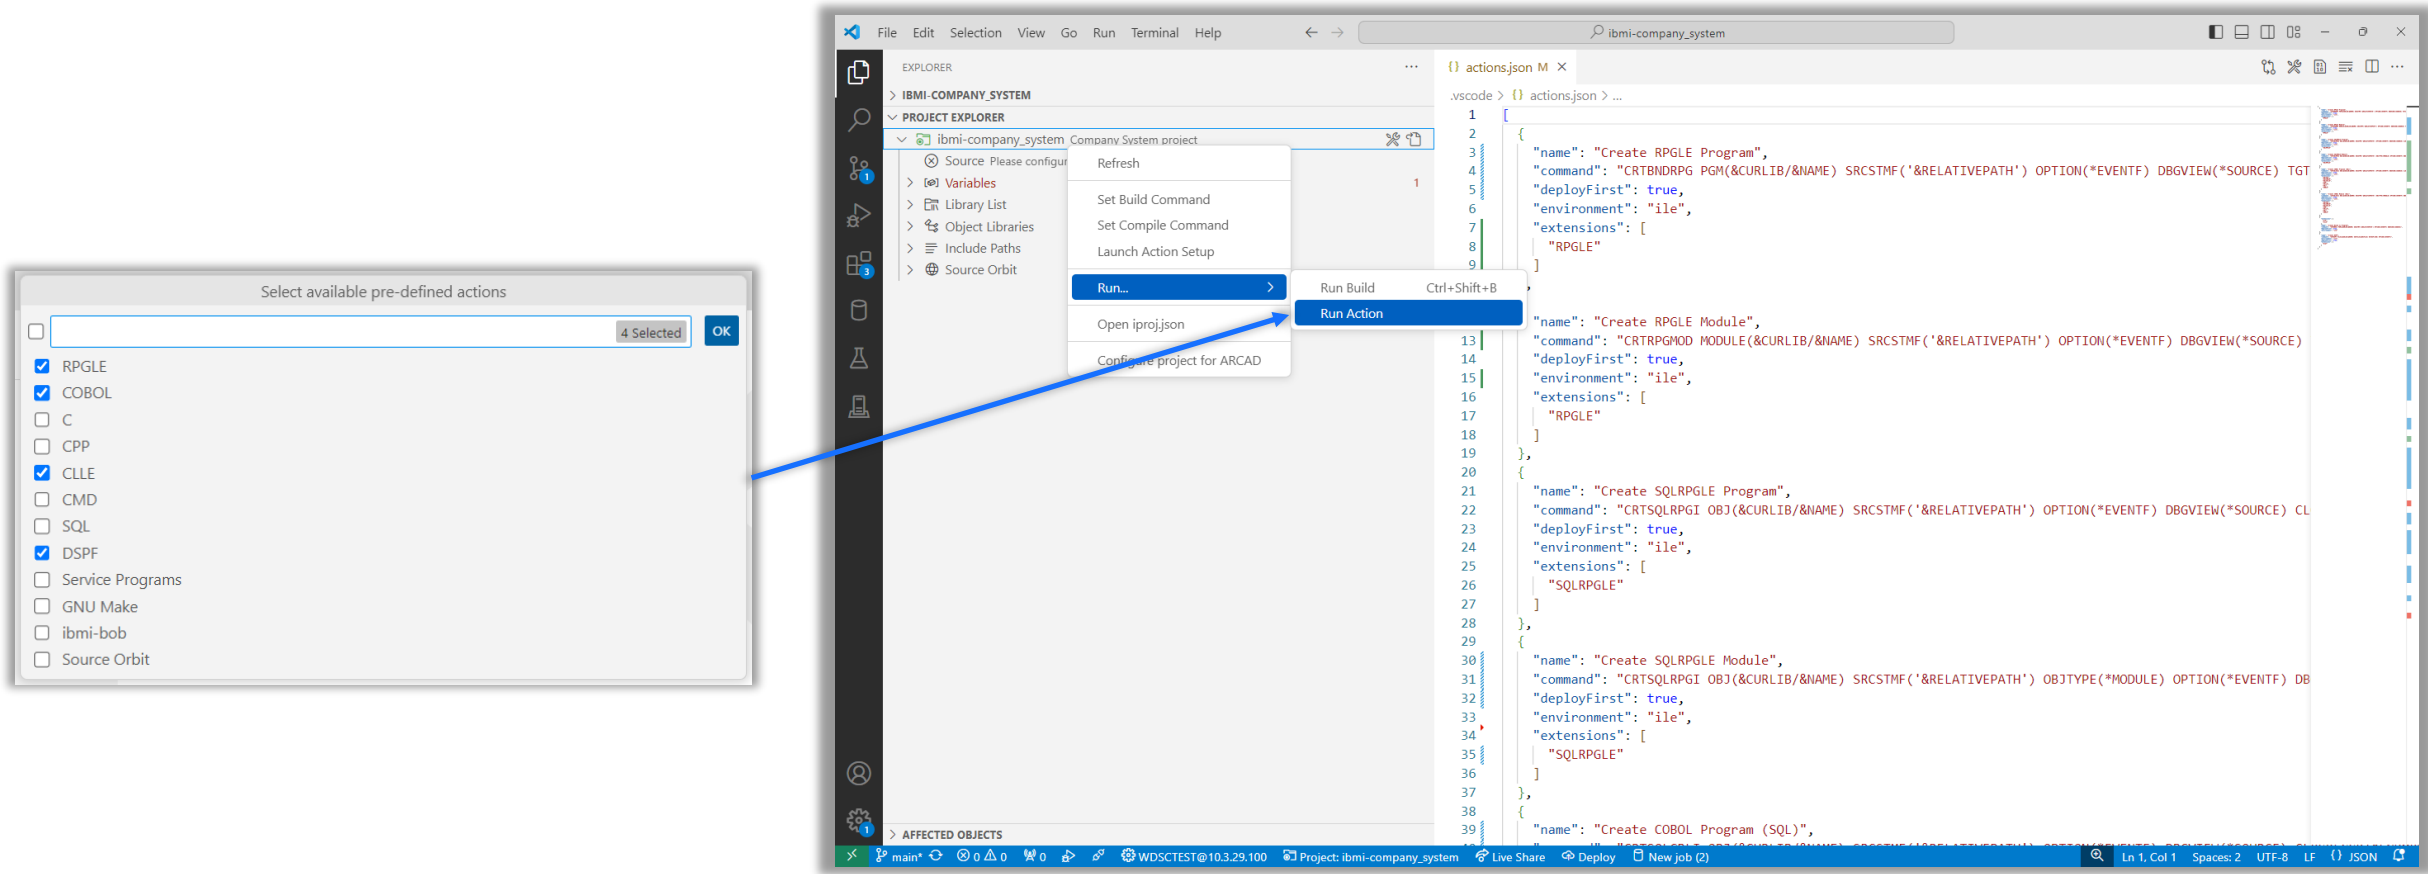 Select available pre-defined actions
4 Selected
OK
RPGLE
COBOL
C
CPP
CLLE
CMD
SQL
DSPF
Service Programs
GNU Make
ibmi-bob
Source Orbit
File Edit Selection View Go Run Terminal Help
ibmi-company_system
EXPLORER
IBMI-COMPANY_SYSTEM
PROJECT EXPLORER
ibmi-company_system Company System project
Source Please configur
Variables 1
Library List
Object Libraries
Include Paths
Source Orbit
AFFECTED OBJECTS
1
3
1
Refresh
Set Build Command
Set Compile Command
Launch Action Setup
Run...
Open iproj.json
Configure project for ARCAD
Run Build Ctrl+Shift+B
Run Action
actions.json M
.vscode > {} actions.json > ...
1 [
2 {
3 "name": "Create RPGLE Program",
4 "command": "CRTBNDRPG PGM(&CURLIB/&NAME) SRCSTMF('&RELATIVEPATH') OPTION(*EVENTF) DBGVIEW(*SOURCE) TGT
5 "deployFirst": true,
6 "environment": "ile",
7 "extensions": [
8 "RPGLE"
9 ]
,
"name": "Create RPGLE Module",
13 "command": "CRTRPGMOD MODULE(&CURLIB/&NAME) SRCSTMF('&RELATIVEPATH') OPTION(*EVENTF) DBGVIEW(*SOURCE)
14 "deployFirst": true,
15 "environment": "ile",
16 "extensions": [
17 "RPGLE"
18 ]
19 },
20 {
21 "name": "Create SQLRPGLE Program",
22 "command": "CRTSQLRPGI OBJ(&CURLIB/&NAME) SRCSTMF('&RELATIVEPATH') OPTION(*EVENTF) DBGVIEW(*SOURCE) CL
23 "deployFirst": true,
24 "environment": "ile",
25 "extensions": [
26 "SQLRPGLE"
27 ]
28 },
29 {
30 "name": "Create SQLRPGLE Module",
31 "command": "CRTSQLRPGI OBJ(&CURLIB/&NAME) SRCSTMF('&RELATIVEPATH') OBJTYPE(*MODULE) OPTION(*EVENTF) DB
32 "deployFirst": true,
33 "environment": "ile",
34 "extensions": [
35 "SQLRPGLE"
36 ]
37 },
38 {
39 "name": "Create COBOL Program (SQL)",
main* 0 0 0 WDSCTEST@10.3.29.100 Project: ibmi-company_system Live Share Deploy New job (2) Ln 1, Col 1 Spaces: 2 UTF-8 LF {} JSON